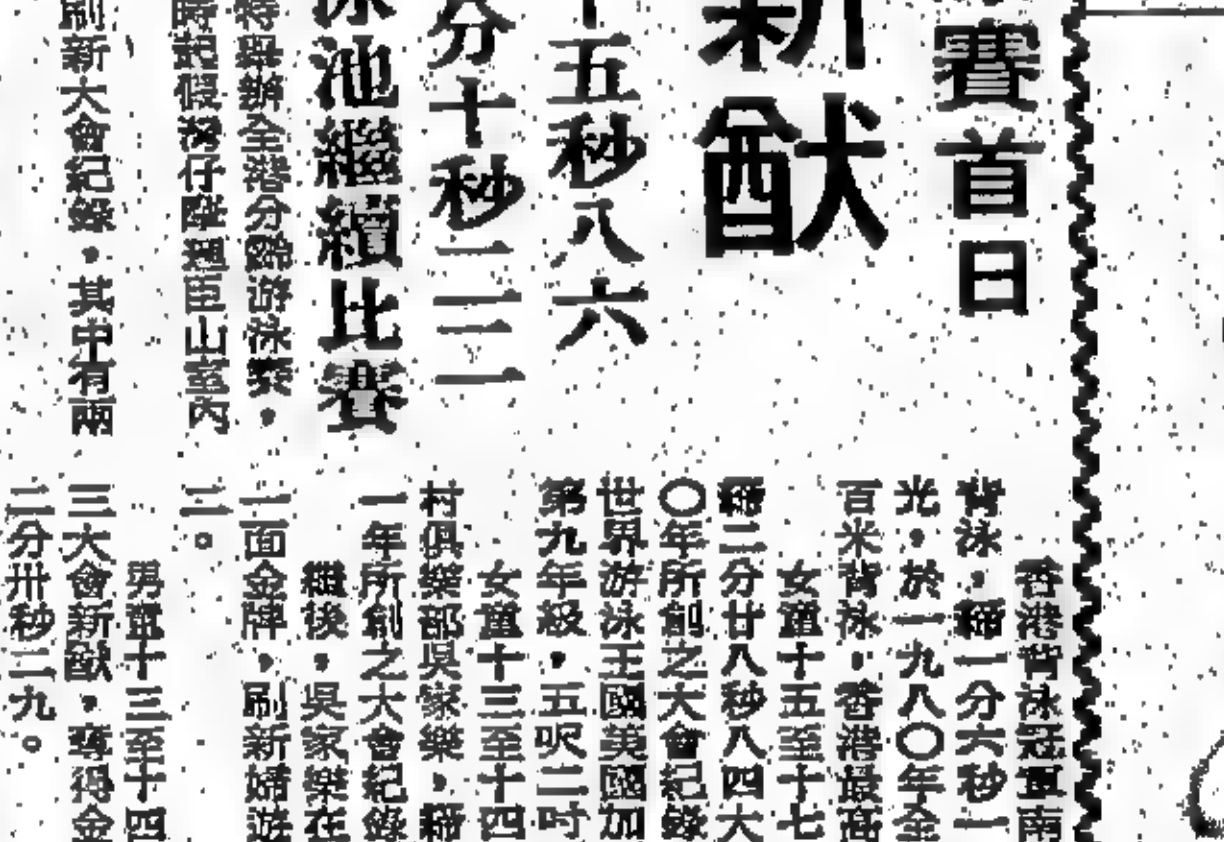 賽首日
新猷
十五秒八六
分十秒三二
泳池繼續比賽
特舉辦全港分齡游泳賽，
時起假灣仔摩理臣山室內
刷新大會紀錄，其中有兩
香港背泳冠軍南
背泳，締一分六秒一
光，於一九八〇年全
百米背泳，香港最高
女童十五至十七
締二分廿八秒八四大
〇年所創之大會紀錄
世界游泳王國美國加
第九年級，五呎二吋
女童十三至十四
村俱樂部吳家樂，締
一年所創之大會紀錄
繼後，吳家樂在
一面金牌，刷新婦游
二。
男童十三至十四
三大會新猷，奪得金
二分卅秒二九。